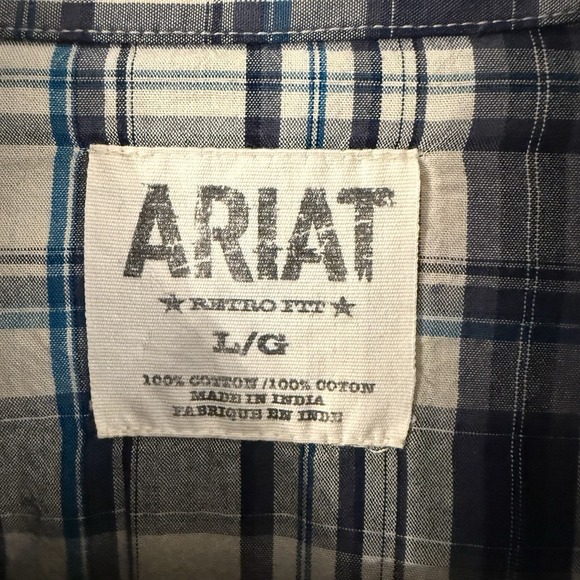 ARIAT
★ RETRO FIT ★
L/G
100% COTTON/100% COTON
MADE IN INDIA
FABRIQUE EN INDE